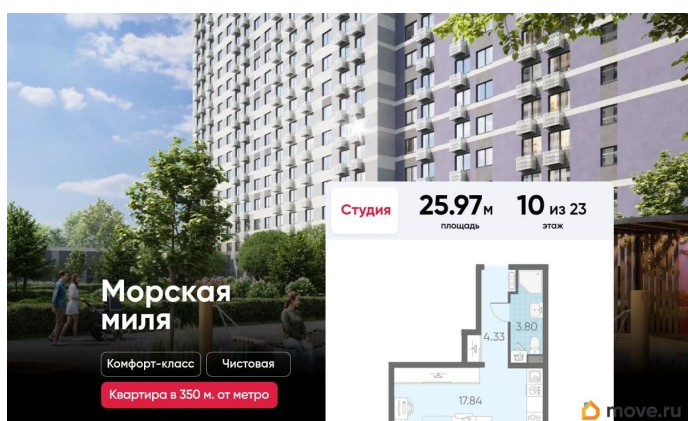 Студия
25.97м
площадь
10 из 23
этаж
Морская
миля
Комфорт-класс
Чистовая
Квартира в 350 м. от метро
4.33
3.80
17.84
move.ru